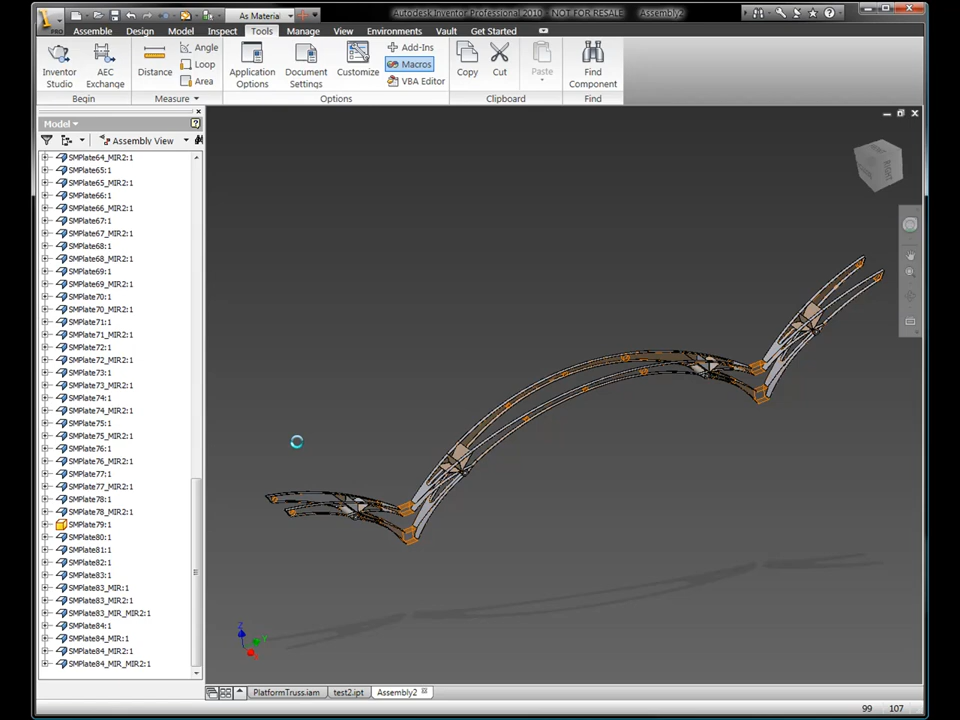 As Material
Autodesk Inventor Professional 2010 - NOT FOR RESALE Assembly2
PRO
Assembly Design Model Inspect Tools Manage View Environments Vault Get Started
Inventor Studio
AEC Exchange
Begin
Distance
Angle
Loop
Area
Measure
Application Options
Document Settings
Customize
Add-Ins
Macros
VBA Editor
Options
Copy
Cut
Paste
Clipboard
Find Component
Find
Model
Assembly View
SMPlate64_MIR2:1
SMPlate65:1
SMPlate65_MIR2:1
SMPlate66:1
SMPlate66_MIR2:1
SMPlate67:1
SMPlate67_MIR2:1
SMPlate68:1
SMPlate68_MIR2:1
SMPlate69:1
SMPlate69_MIR2:1
SMPlate70:1
SMPlate70_MIR2:1
SMPlate71:1
SMPlate71_MIR2:1
SMPlate72:1
SMPlate72_MIR2:1
SMPlate73:1
SMPlate73_MIR2:1
SMPlate74:1
SMPlate74_MIR2:1
SMPlate75:1
SMPlate75_MIR2:1
SMPlate76:1
SMPlate76_MIR2:1
SMPlate77:1
SMPlate77_MIR2:1
SMPlate78:1
SMPlate78_MIR2:1
SMPlate79:1
SMPlate80:1
SMPlate81:1
SMPlate82:1
SMPlate83:1
SMPlate83_MIR:1
SMPlate83_MIR2:1
SMPlate83_MIR_MIR2:1
SMPlate84:1
SMPlate84_MIR:1
SMPlate84_MIR2:1
SMPlate84_MIR_MIR2:1
Z
PlatformTruss.iam test2.ipt Assembly2
99 107